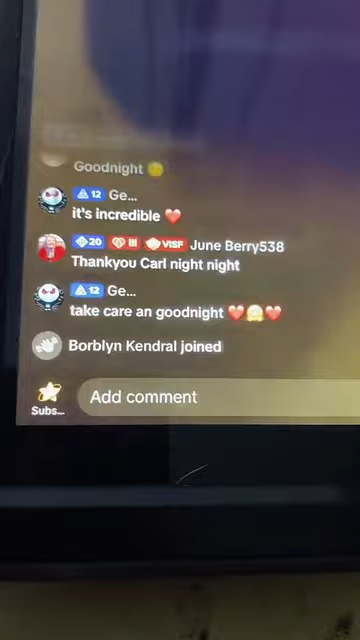 Goodnight 😴
12 Ge...
it's incredible ❤️
20 III VISF June Berry538
Thankyou Carl night night
12 Ge...
take care an goodnight ❤️🤗❤️
Borblyn Kendral joined
Subs...
Add comment